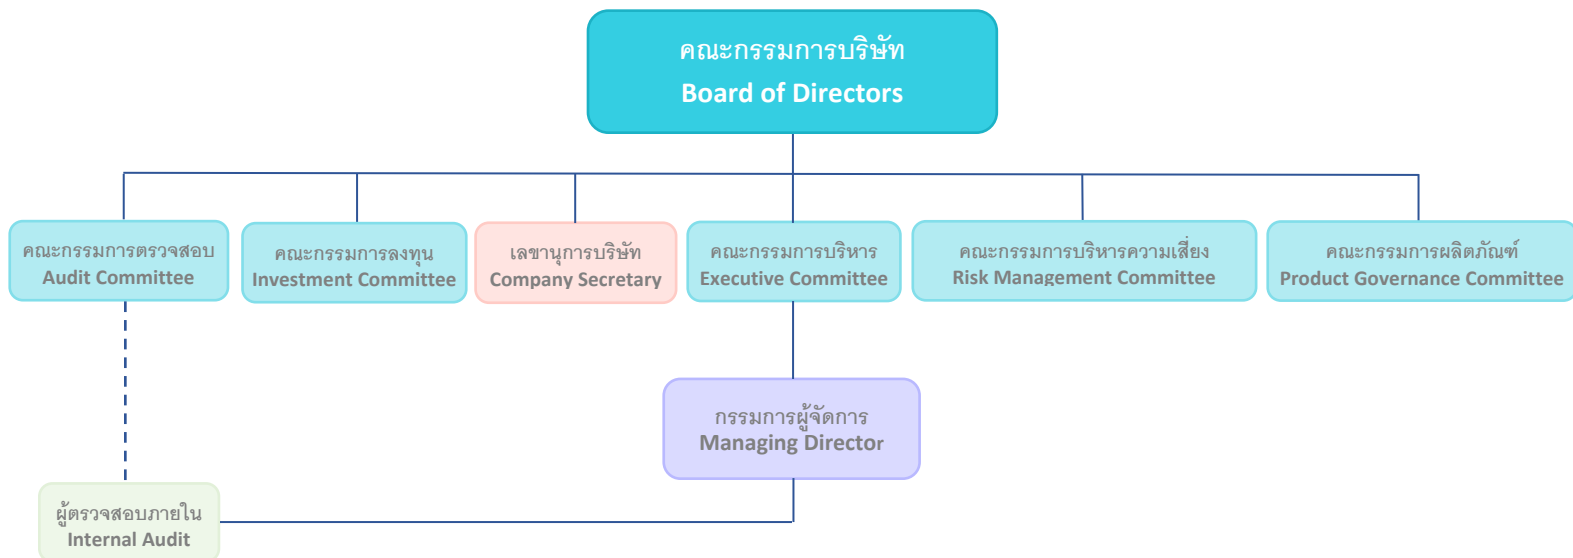 คณะกรรมการบริษัท
Board of Directors
คณะกรรมการตรวจสอบ
Audit Committee
คณะกรรมการลงทุน
Investment Committee
เลขานุการบริษัท
Company Secretary
คณะกรรมการบริหาร
Executive Committee
คณะกรรมการบริหารความเสี่ยง
Risk Management Committee
คณะกรรมการผลิตภัณฑ์
Product Governance Committee
กรรมการผู้จัดการ
Managing Director
ผู้ตรวจสอบภายใน
Internal Audit